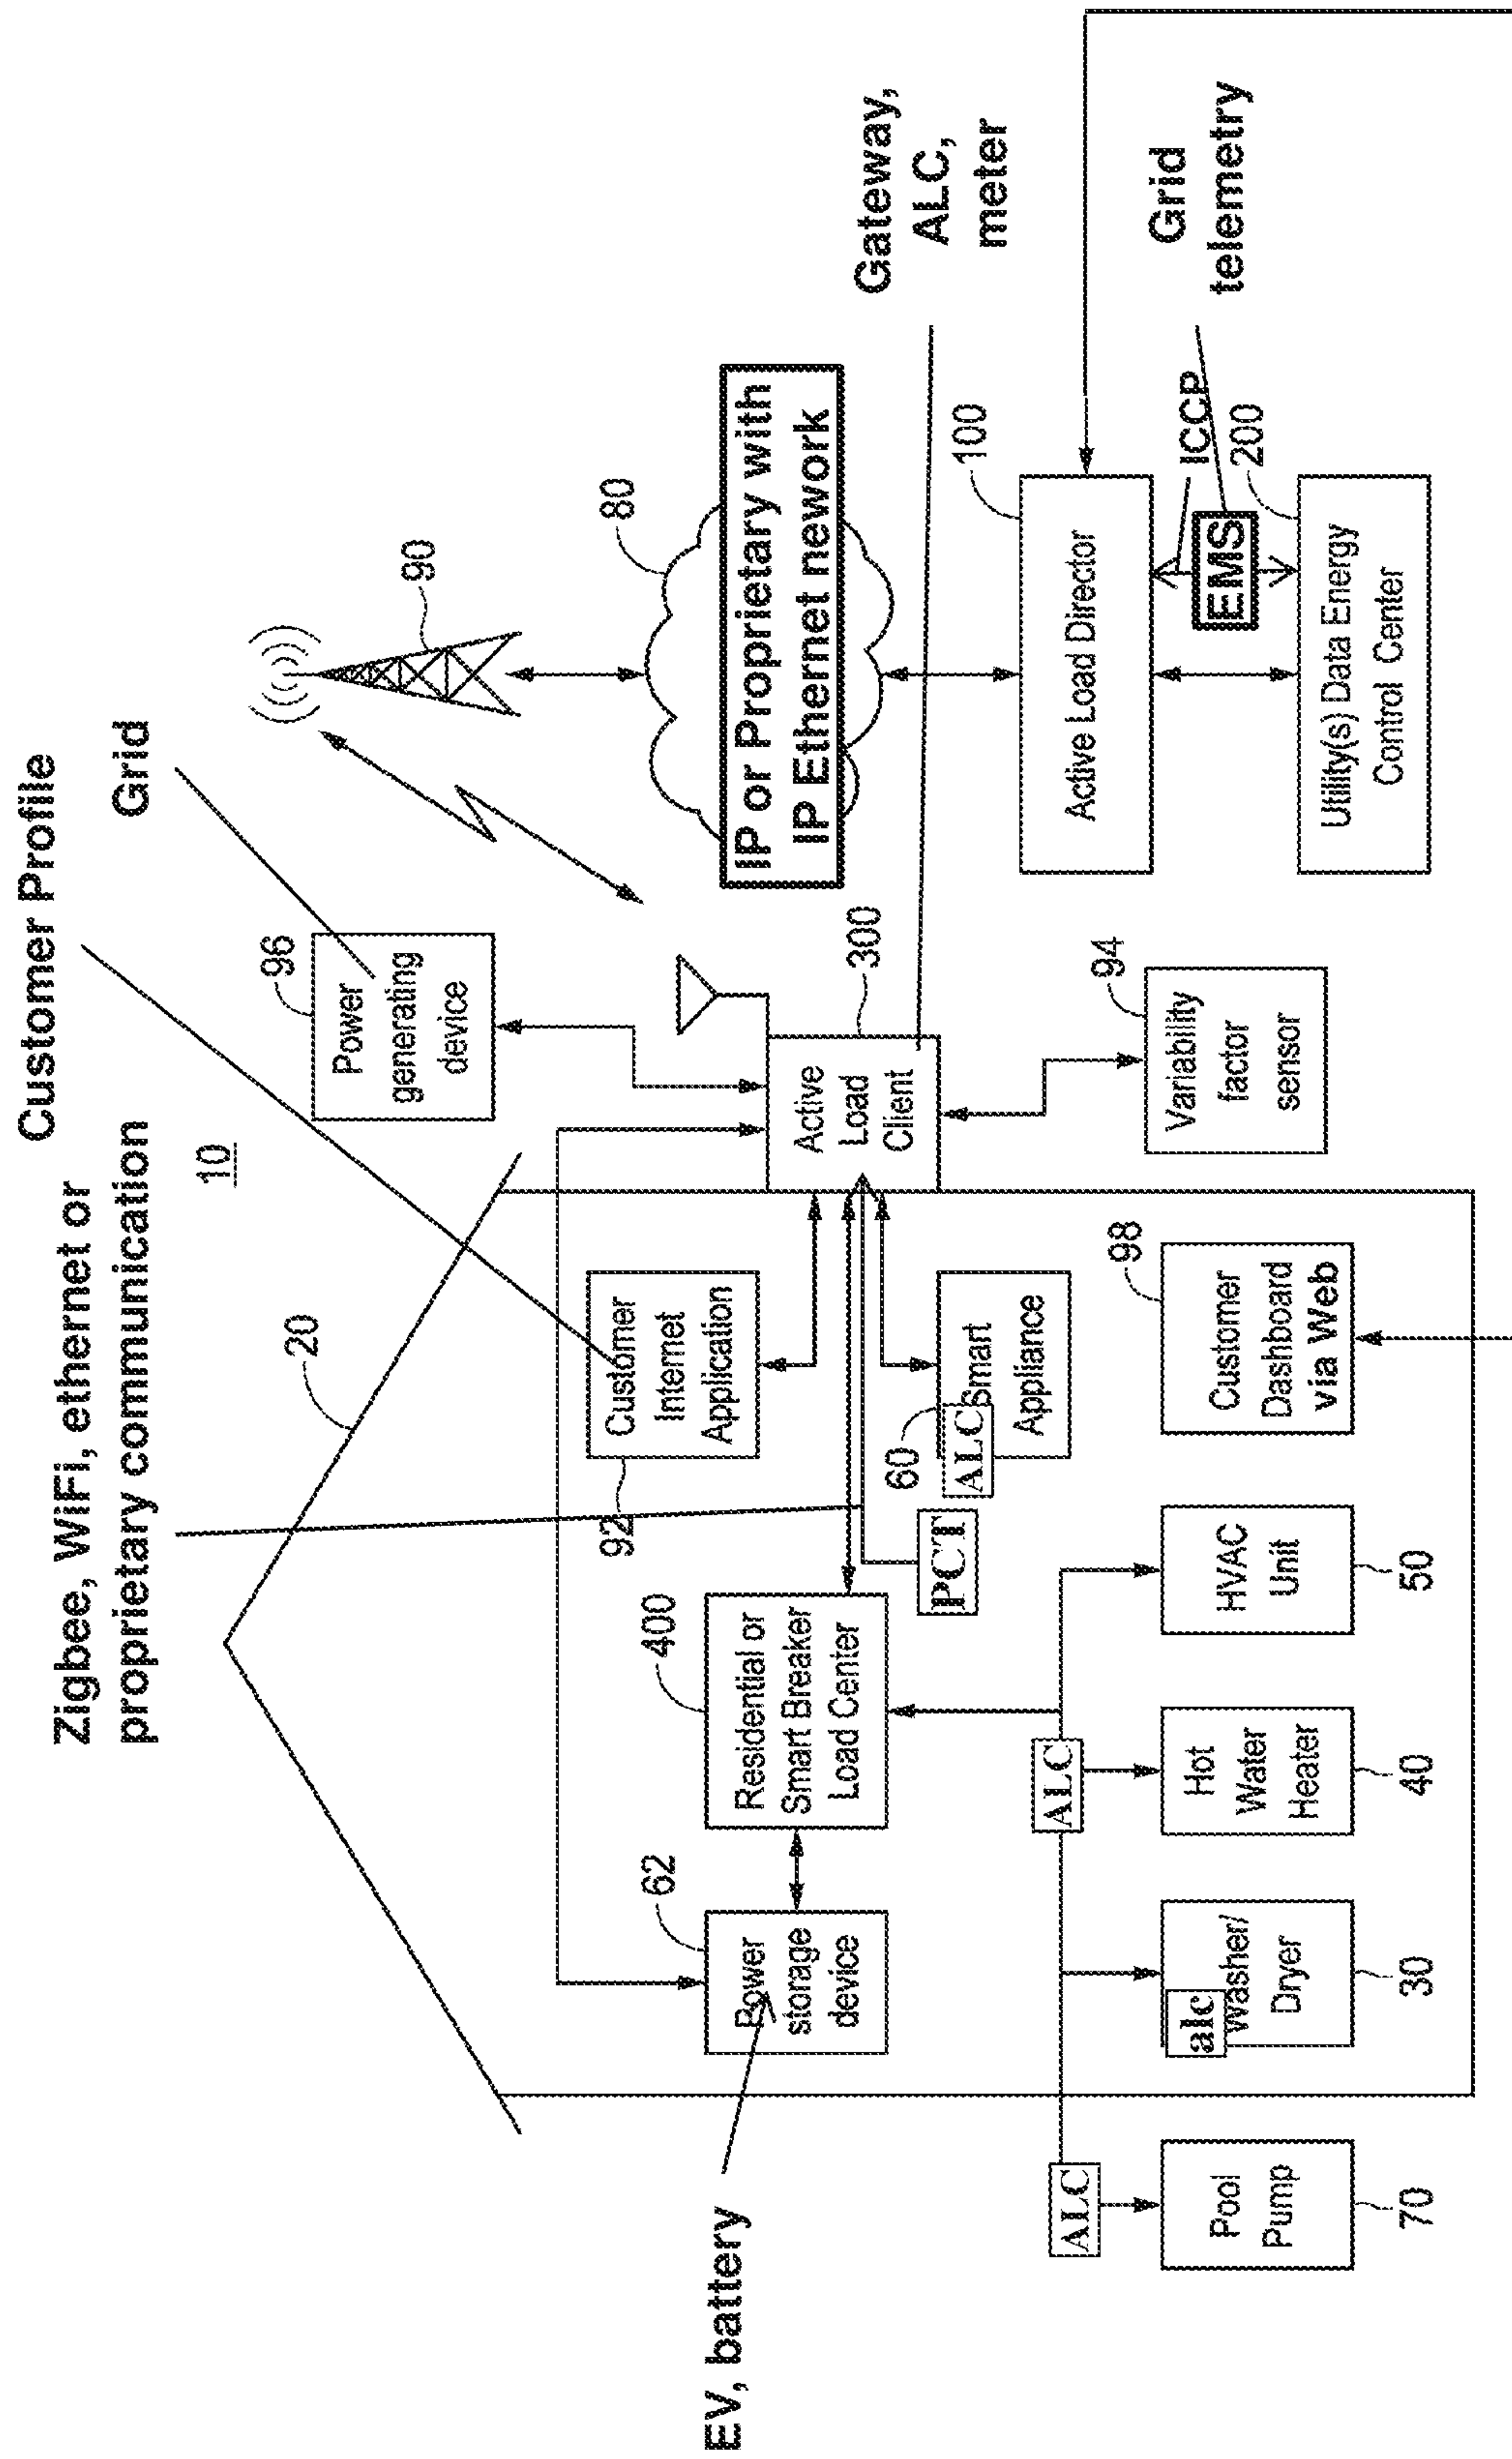 Customer Profile
Grid
Zigbee, WiFi, ethernet or
proprietary communication
10
20
90
96
Power
generating
device
80
IP or Proprietary with
IP Ethernet nework
Gateway,
ALC,
meter
300
Active
Load
Client
92
Customer
Internet
Application
400
Residential or
Smart Breaker
Load Center
62
Power
storage
device
EV, battery
PCT
60
ALC
Smart
Appliance
100
Active Load Director
ICCP
EMS
Grid
telemetry
200
Utility(s) Data Energy
Control Center
94
Variability
factor
sensor
98
Customer
Dashboard
via Web
ALC
ALC
HVAC
Unit
50
Hot
Water
Heater
40
alc
Washer/
Dryer
30
Pool
Pump
70